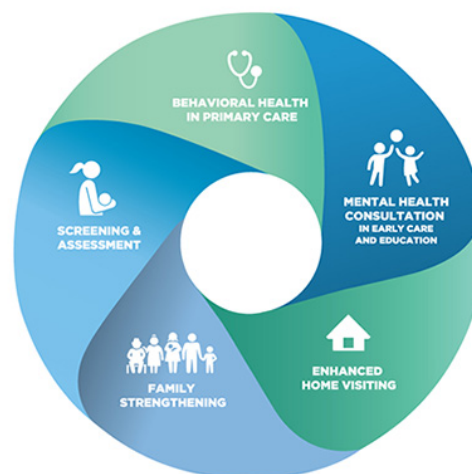 BEHAVIORAL HEALTH
IN PRIMARY CARE
MENTAL HEALTH
CONSULTATION
IN EARLY CARE
AND EDUCATION
ENHANCED
HOME VISITING
FAMILY
STRENGTHENING
SCREENING &
ASSESSMENT